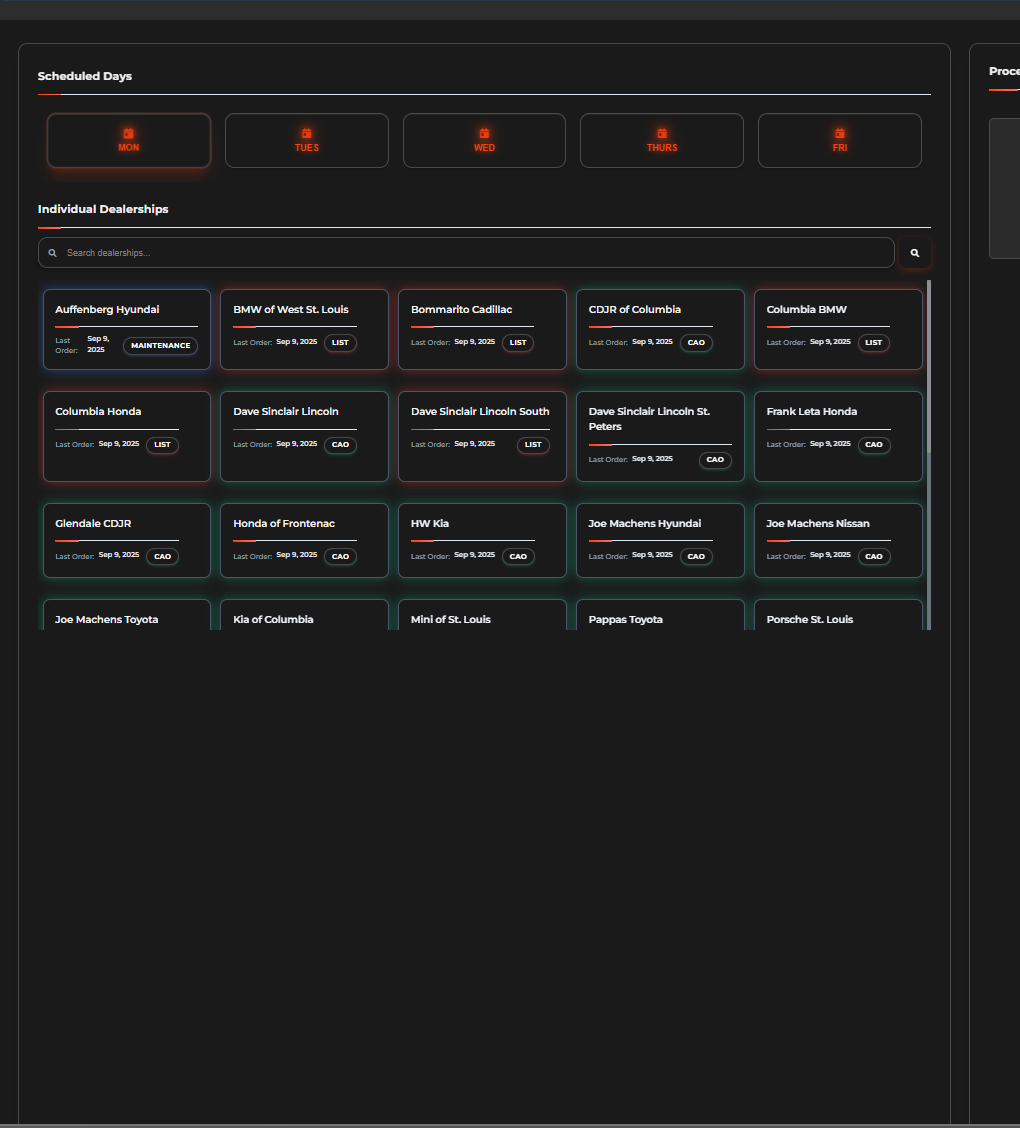 Scheduled Days
Proce
MON
TUES
WED
THURS
FRI
Individual Dealerships
Search dealerships...
Auffenberg Hyundai
Last Order: Sep 9, 2025 MAINTENANCE
BMW of West St. Louis
Last Order: Sep 9, 2025 LIST
Bommarito Cadillac
Last Order: Sep 9, 2025 LIST
CDJR of Columbia
Last Order: Sep 9, 2025 CAO
Columbia BMW
Last Order: Sep 9, 2025 LIST
Columbia Honda
Last Order: Sep 9, 2025 LIST
Dave Sinclair Lincoln
Last Order: Sep 9, 2025 CAO
Dave Sinclair Lincoln South
Last Order: Sep 9, 2025 LIST
Dave Sinclair Lincoln St.
Peters
Last Order: Sep 9, 2025 CAO
Frank Leta Honda
Last Order: Sep 9, 2025 CAO
Glendale CDJR
Last Order: Sep 9, 2025 CAO
Honda of Frontenac
Last Order: Sep 9, 2025 CAO
HW Kia
Last Order: Sep 9, 2025 CAO
Joe Machens Hyundai
Last Order: Sep 9, 2025 CAO
Joe Machens Nissan
Last Order: Sep 9, 2025 CAO
Joe Machens Toyota
Kia of Columbia
Mini of St. Louis
Pappas Toyota
Porsche St. Louis